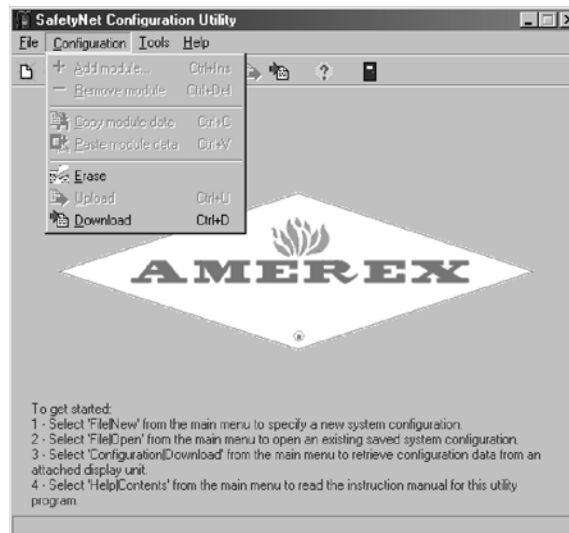 SafetyNet Configuration Utility
File Configuration Tools Help
Add module... Ctrl+Ins
Remove module Ctrl+Del
Copy module data Ctrl+C
Paste module data Ctrl+V
Erase
Upload Ctrl+U
Download Ctrl+D
AMEREX
®
To get started:
1 - Select 'File|New' from the main menu to specify a new system configuration.
2 - Select 'File|Open' from the main menu to open an existing saved system configuration.
3 - Select 'Configuration|Download' from the main menu to retrieve configuration data from an
attached display unit.
4 - Select 'Help|Contents' from the main menu to read the instruction manual for this utility
program.